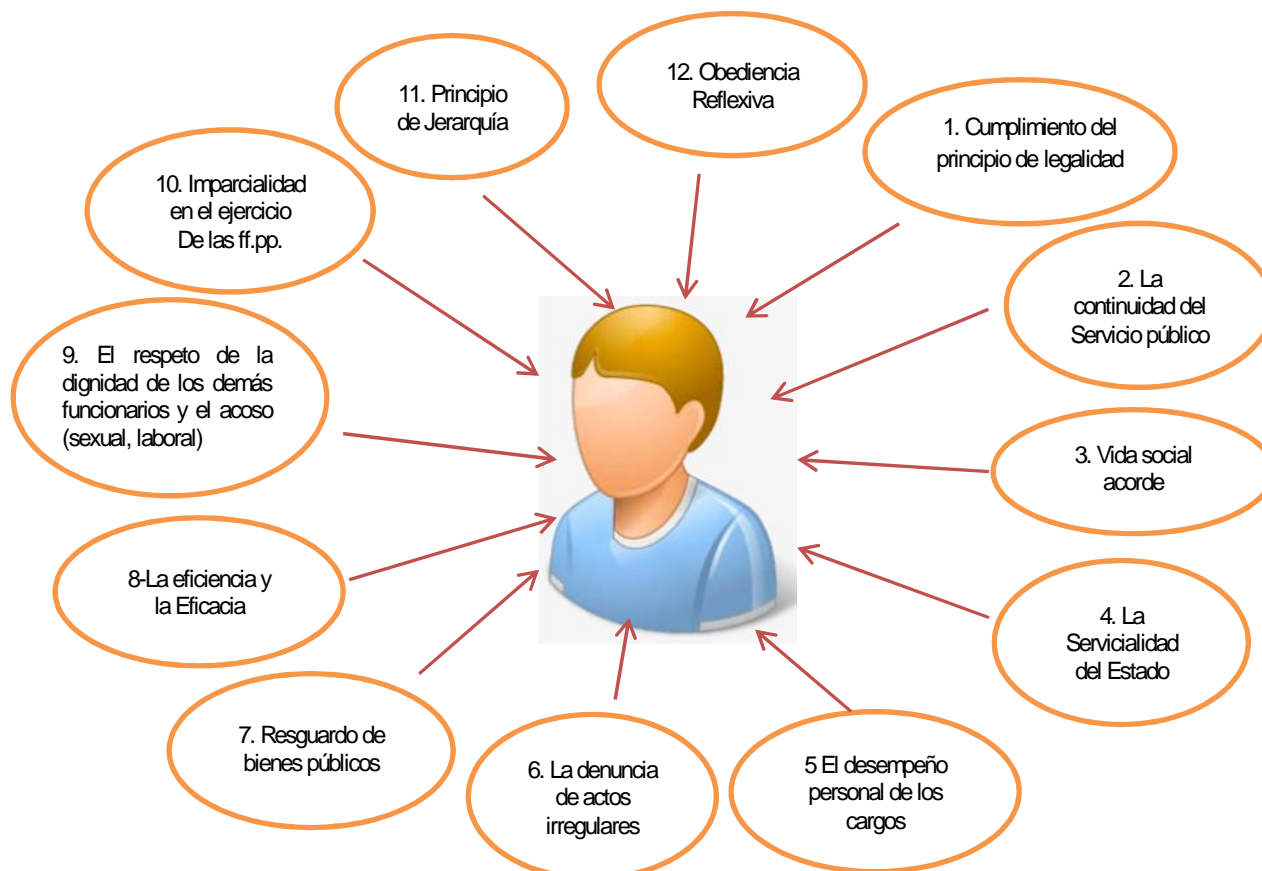 1. Cumplimiento del
principio de legalidad
2. La
continuidad del
Servicio público
3. Vida social
acorde
4. La
Servicialidad
del Estado
5 El desempeño
personal de los
cargos
6. La denuncia
de actos
irregulares
7. Resguardo de
bienes públicos
8-La eficiencia y
la Eficacia
9. El respeto de la
dignidad de los demás
funcionarios y el acoso
(sexual, laboral)
10. Imparcialidad
en el ejercicio
De las ff.pp.
11. Principio
de Jerarquía
12. Obediencia
Reflexiva